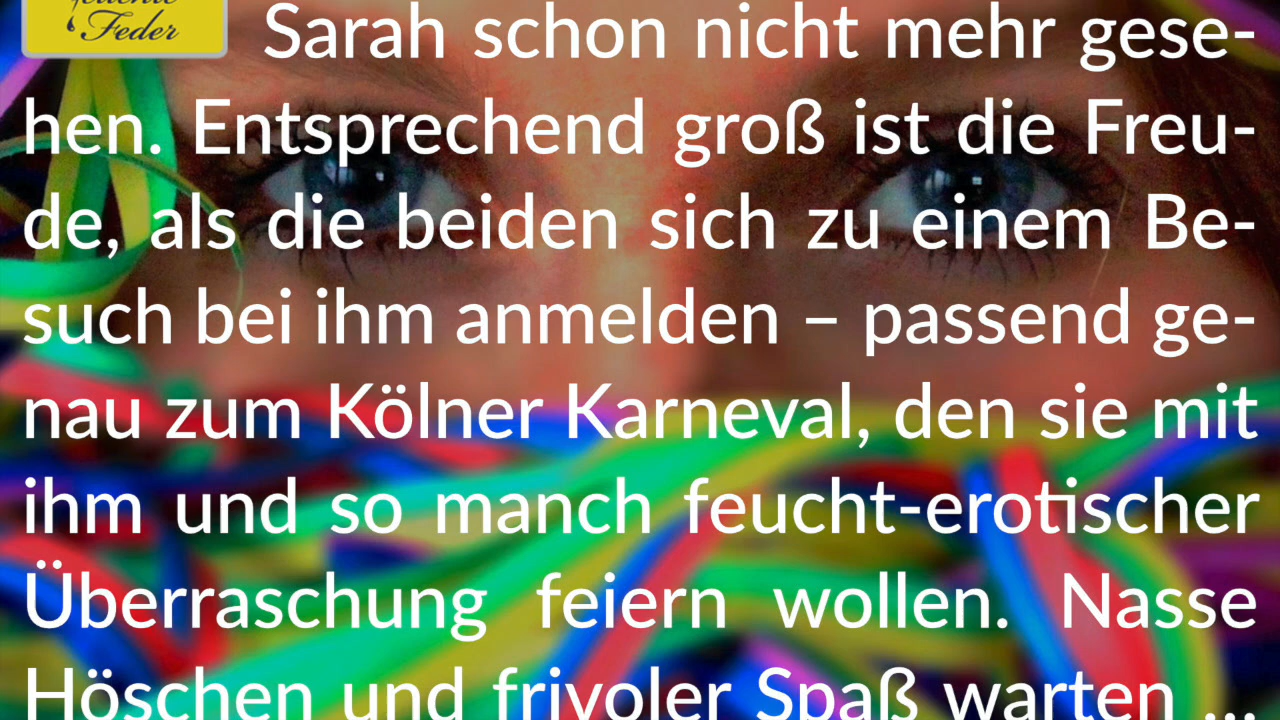 feuchte
Feder
Sarah schon nicht mehr gese-
hen. Entsprechend groß ist die Freu-
de, als die beiden sich zu einem Be-
such bei ihm anmelden – passend ge-
nau zum Kölner Karneval, den sie mit
ihm und so manch feucht-erotischer
Überraschung feiern wollen. Nasse
Höschen und frivoler Spaß warten ...